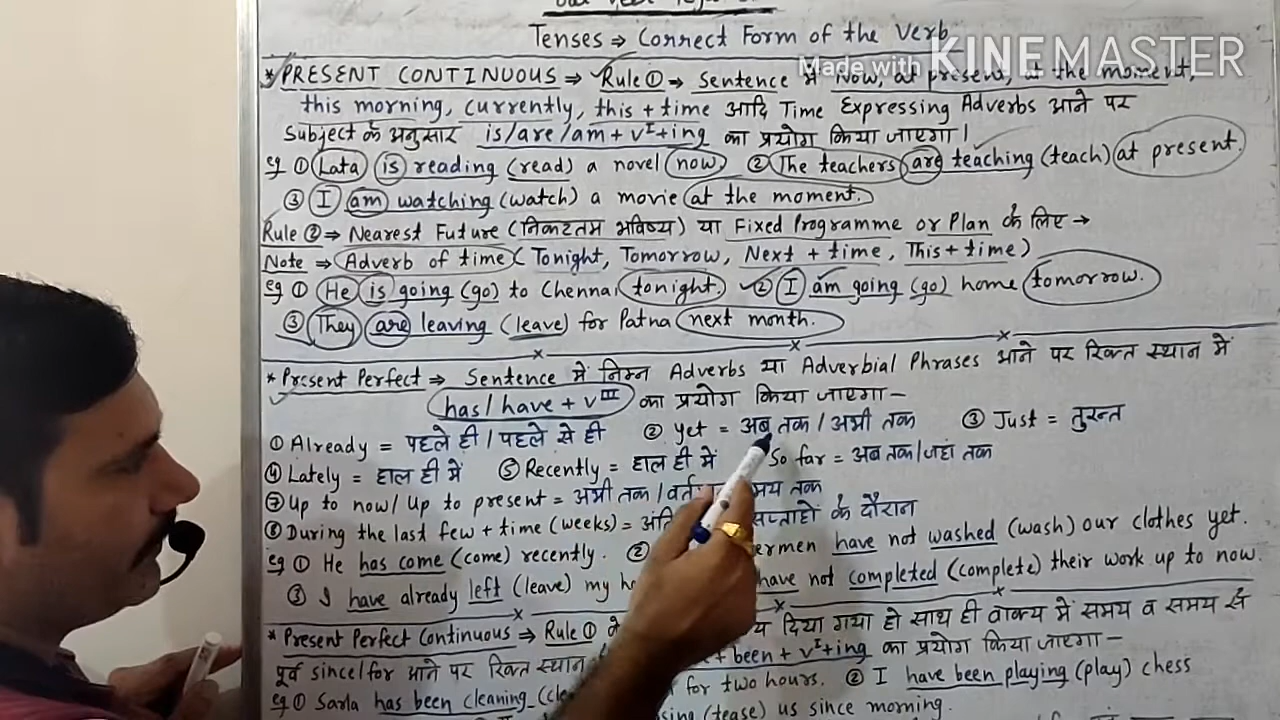 Tenses ⇒ Correct Form of the Verb
Made with KINEMASTER
* PRESENT CONTINUOUS ⇒ Rule ① ⇒ Sentence में Now, at present, at the moment,
this morning, currently, this + time आदि Time Expressing Adverbs आने पर
Subject के अनुसार is/are/am + vᴵ + ing का प्रयोग किया जाएगा।
eg ① Lata is reading (read) a novel now ② The teachers are teaching (teach) at present.
③ I am watching (watch) a movie at the moment.
Rule ② ⇒ Nearest Future (निकटतम भविष्य) या Fixed Programme or Plan के लिए →
Note ⇒ Adverb of time (Tonight, Tomorrow, Next + time, This + time)
eg ① He is going (go) to Chennai tonight. ② I am going (go) home tomorrow.
③ They are leaving (leave) for Patna next month.
* Present Perfect ⇒ Sentence में निम्न Adverbs या Adverbial Phrases आने पर रिक्त स्थान में
has/have + vᴵᴵᴵ का प्रयोग किया जाएगा-
① Already = पहले ही / पहले से ही ② yet = अब तक / अभी तक ③ Just = तुरन्त
④ Lately = हाल ही में ⑤ Recently = हाल ही में So far = अब तक/जहां तक
⑦ Up to now/ Up to present = अभी तक / समय तक
⑧ During the last few + time (weeks) = सप्ताहों के दौरान
eg ① He has come (come) recently. ② have not washed (wash) our clothes yet.
③ I have already left (leave) my have not completed (complete) their work up to now.
* Present Perfect Continuous ⇒ Rule ① दिया गया हो साथ ही वाक्य में समय व समय से
पूर्व since/for आने पर रिक्त स्थान + been + vᴵ + ing का प्रयोग किया जाएगा-
eg ① Sarla has been cleaning for two hours. ② I have been playing (play) chess
(tease) us since morning.